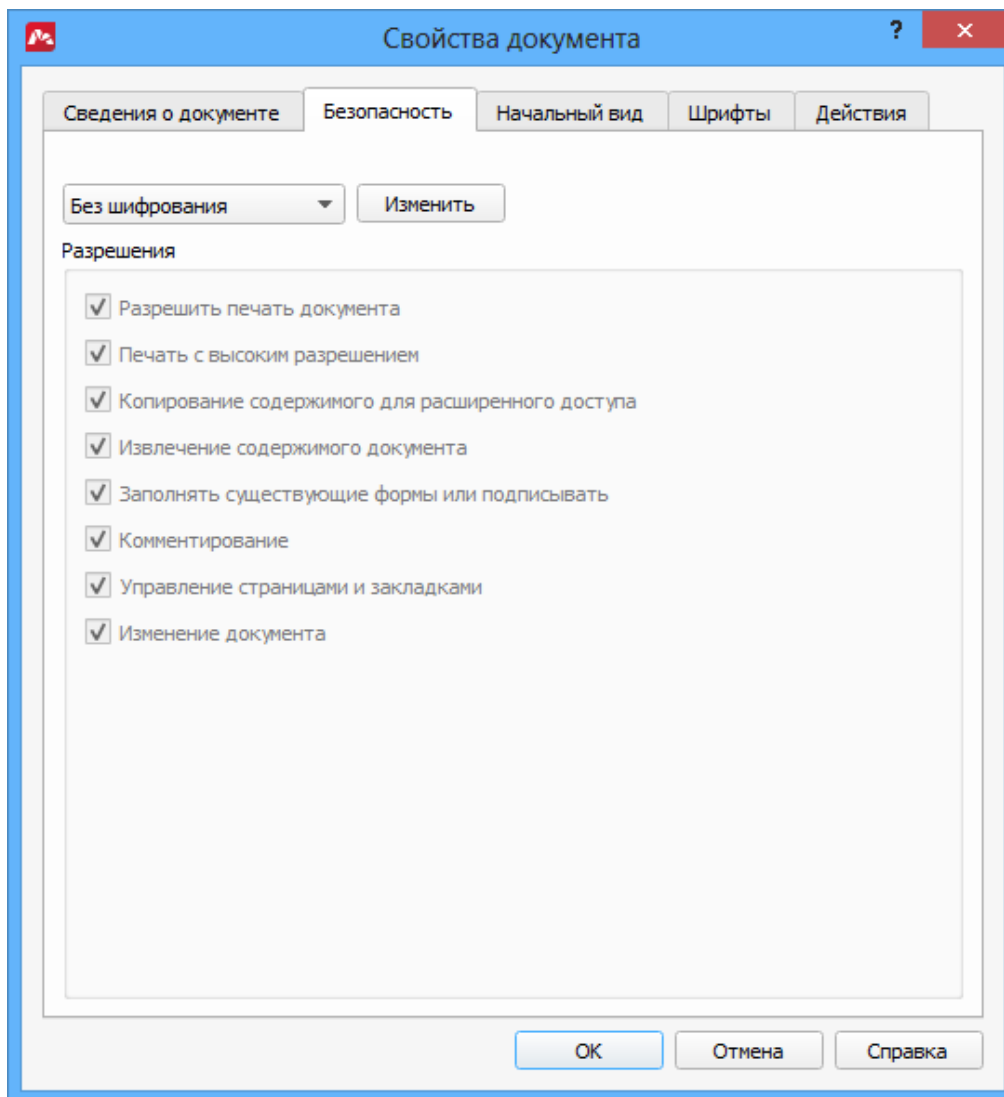 Свойства документа ?
Сведения о документе Безопасность Начальный вид Шрифты Действия
Без шифрования Изменить
Разрешения
Разрешить печать документа
Печать с высоким разрешением
Копирование содержимого для расширенного доступа
Извлечение содержимого документа
Заполнять существующие формы или подписывать
Комментирование
Управление страницами и закладками
Изменение документа
OK Отмена Справка